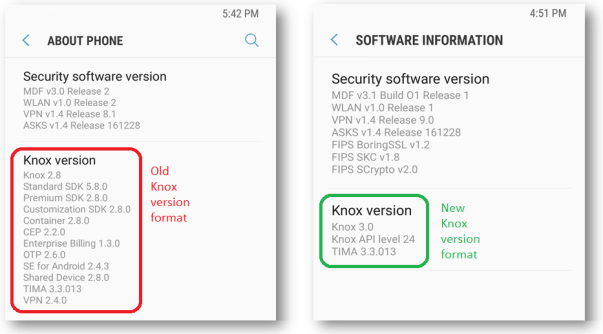 5:42 PM
ABOUT PHONE
Security software version
MDF v3.0 Release 2
WLAN v1.0 Release 2
VPN v1.4 Release 8.1
ASKS v1.4 Release 161228
Knox version
Knox 2.8
Standard SDK 5.8.0
Premium SDK 2.8.0
Customization SDK 2.8.0
Container 2.8.0
CEP 2.2.0
Enterprise Billing 1.3.0
OTP 2.6.0
SE for Android 2.4.3
Shared Device 2.8.0
TIMA 3.3.013
VPN 2.4.0
Old
Knox
version
format
4:51 PM
SOFTWARE INFORMATION
Security software version
MDF v3.1 Build O1 Release 1
WLAN v1.0 Release 1
VPN v1.4 Release 9.0
ASKS v1.4 Release 161228
FIPS BoringSSL v1.2
FIPS SKC v1.8
FIPS SCrypto v2.0
Knox version
Knox 3.0
Knox API level 24
TIMA 3.3.013
New
Knox
version
format